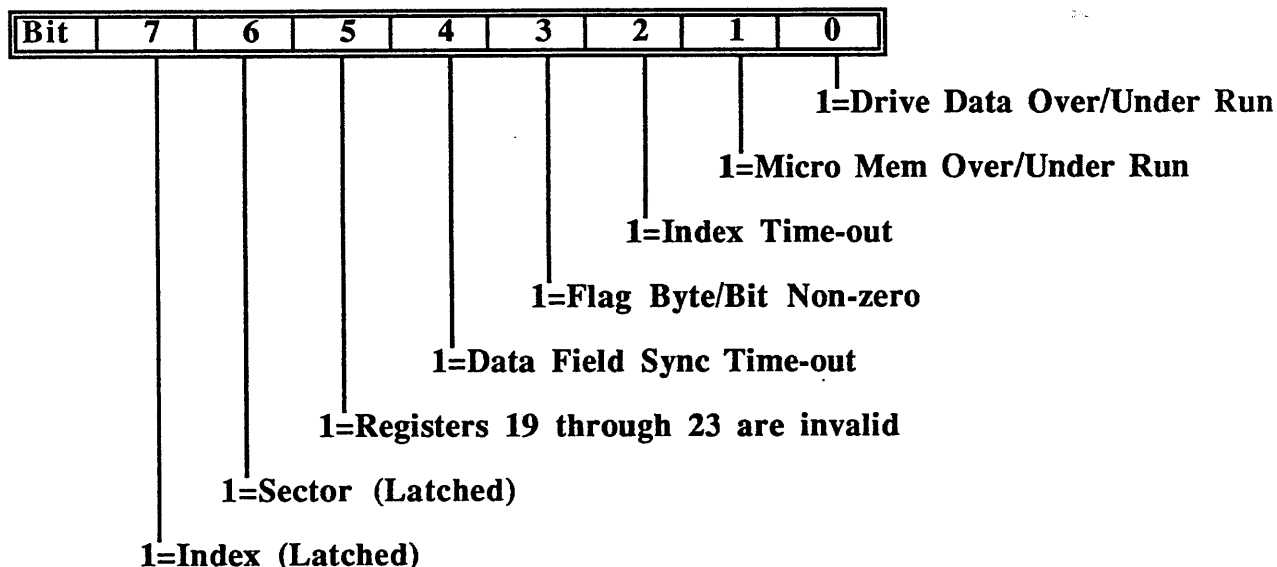 Bit 7 6 5 4 3 2 1 0
1=Drive Data Over/Under Run
1=Micro Mem Over/Under Run
1=Index Time-out
1=Flag Byte/Bit Non-zero
1=Data Field Sync Time-out
1=Registers 19 through 23 are invalid
1=Sector (Latched)
1=Index (Latched)